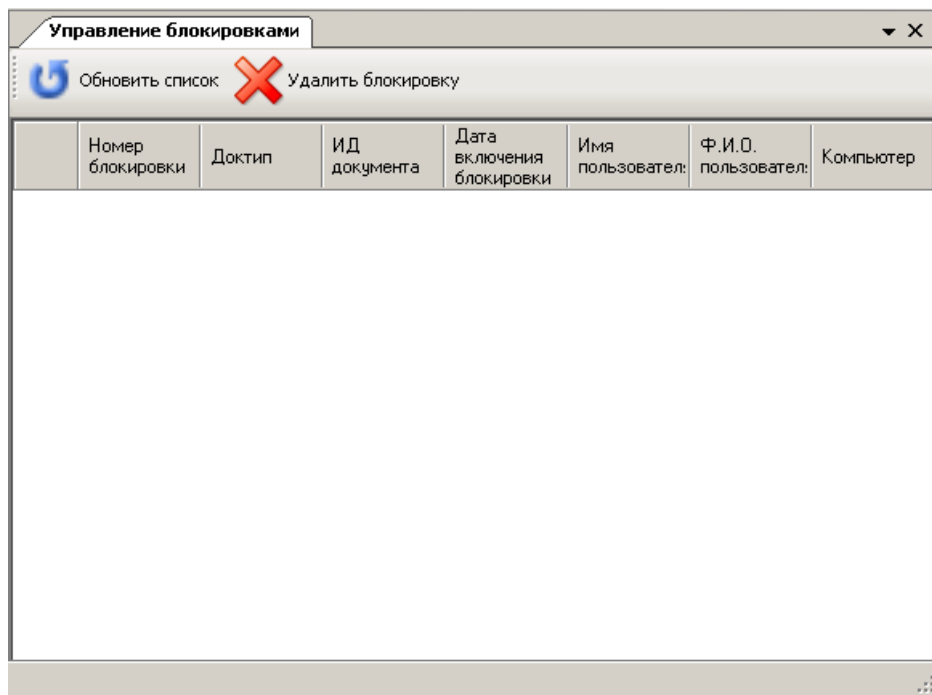 Управление блокировками
Обновить список Удалить блокировку
Номер блокировки
Доктип
ИД документа
Дата включения блокировки
Имя пользовател
Ф.И.О. пользовател
Компьютер